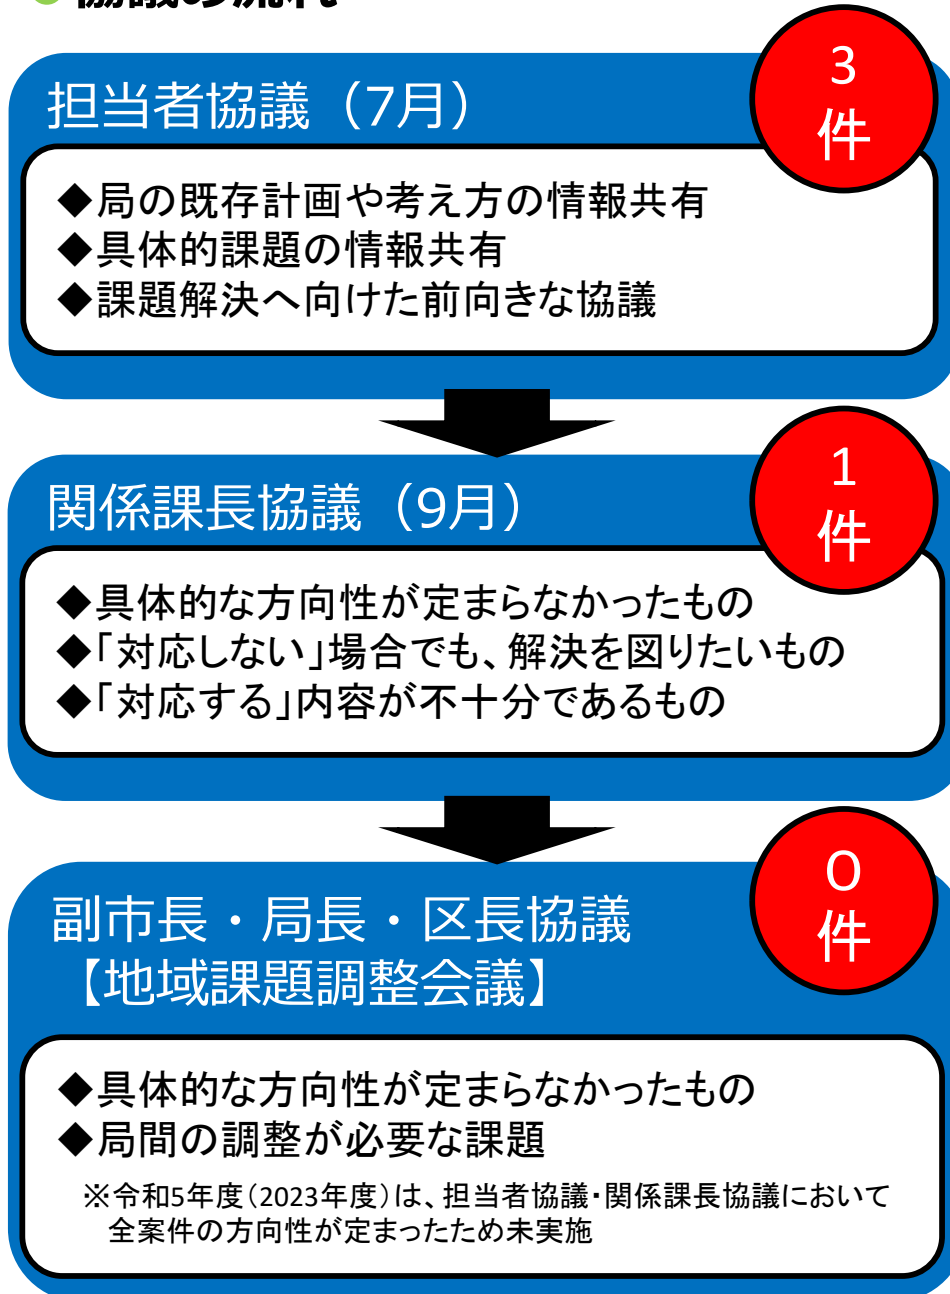 協議の流れ
担当者協議（7月）
3
件
◆局の既存計画や考え方の情報共有
◆具体的課題の情報共有
◆課題解決へ向けた前向きな協議
関係課長協議（9月）
1
件
◆具体的な方向性が定まらなかったもの
◆「対応しない」場合でも、解決を図りたいもの
◆「対応する」内容が不十分であるもの
副市長・局長・区長協議
【地域課題調整会議】
0
件
◆具体的な方向性が定まらなかったもの
◆局間の調整が必要な課題
※令和5年度（2023年度）は、担当者協議・関係課長協議において
全案件の方向性が定まったため未実施